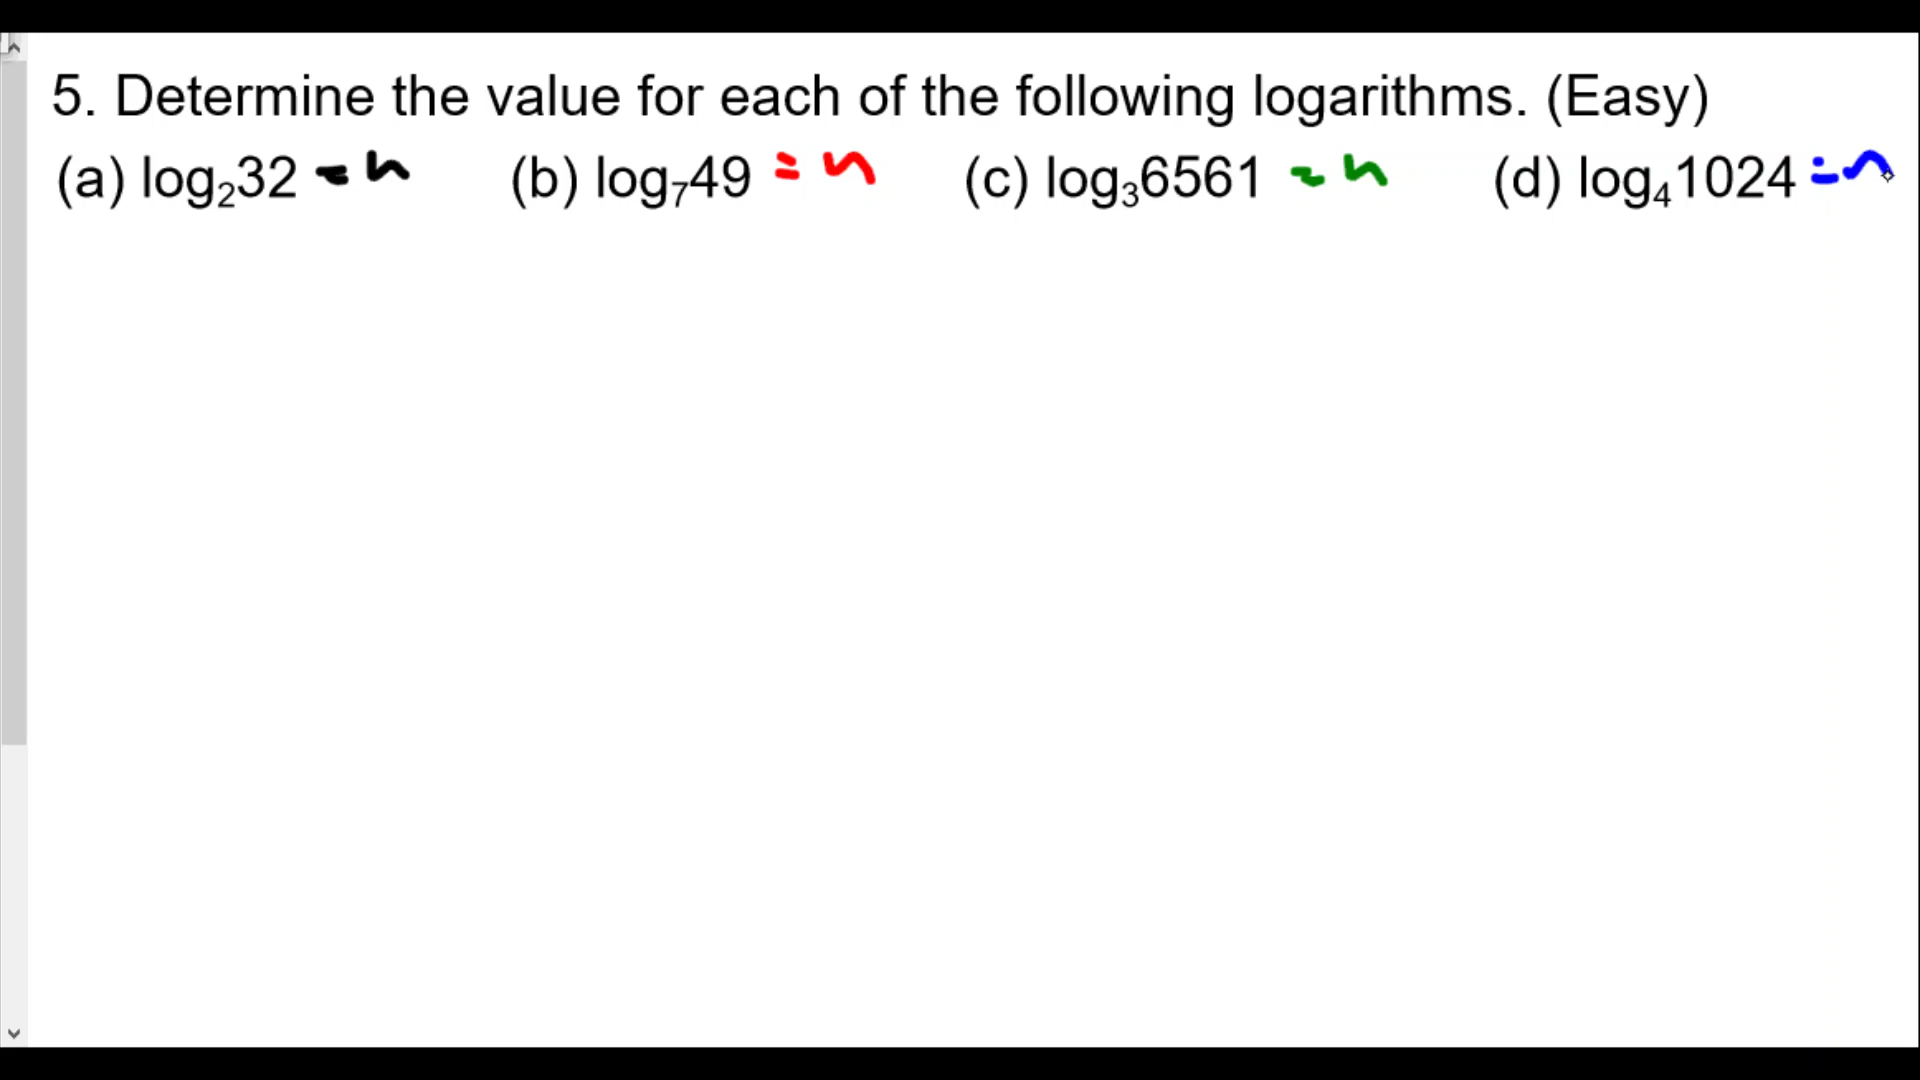 5. Determine the value for each of the following logarithms. (Easy)
(a) log₂32 = n (b) log₇49 = n (c) log₃6561 = n (d) log₄1024 = n